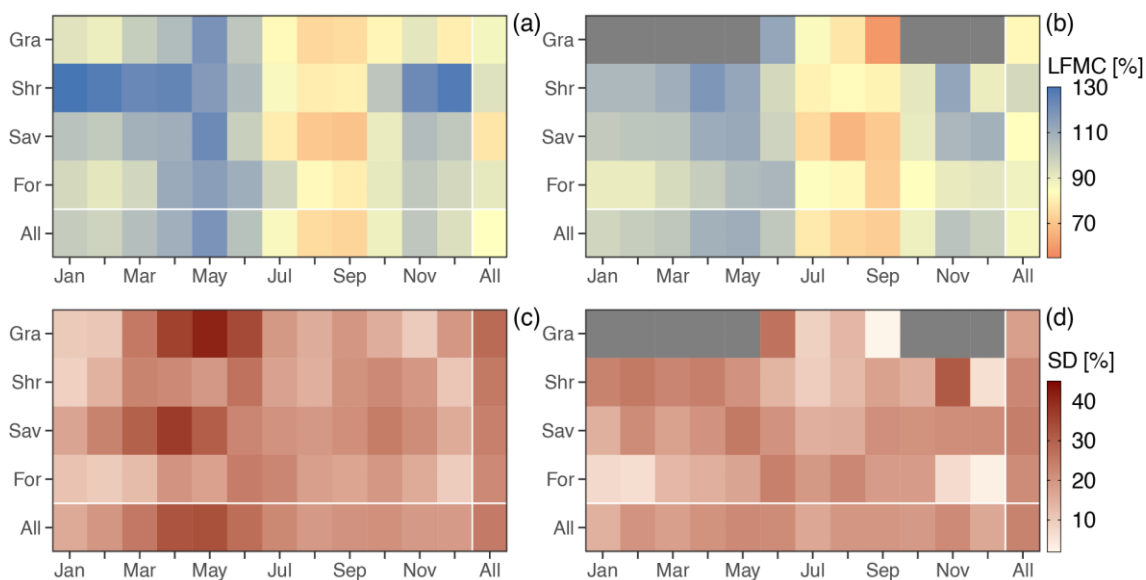 (a)
Gra
Shr
Sav
For
All
Jan Mar May Jul Sep Nov All
(b)
Gra
Shr
Sav
For
All
Jan Mar May Jul Sep Nov All
LFMC [%]
130
110
90
70
(c)
Gra
Shr
Sav
For
All
Jan Mar May Jul Sep Nov All
(d)
Gra
Shr
Sav
For
All
Jan Mar May Jul Sep Nov All
SD [%]
40
30
20
10